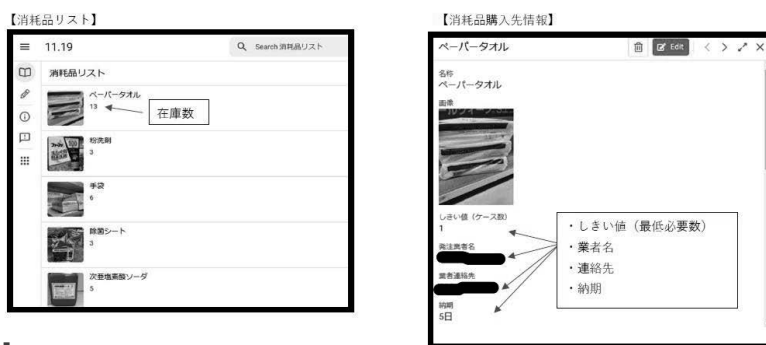 【消耗品リスト】
11.19
Search 消耗品リスト
消耗品リスト
ペーパータオル
13
在庫数
粉洗剤
3
手袋
6
除菌シート
3
次亜塩素酸ソーダ
5
【消耗品購入先情報】
ペーパータオル
Edit
名称
ペーパータオル
画像
しきい値（ケース数）
1
発注業者名
業者連絡先
納期
5日
・しきい値（最低必要数）
・業者名
・連絡先
・納期